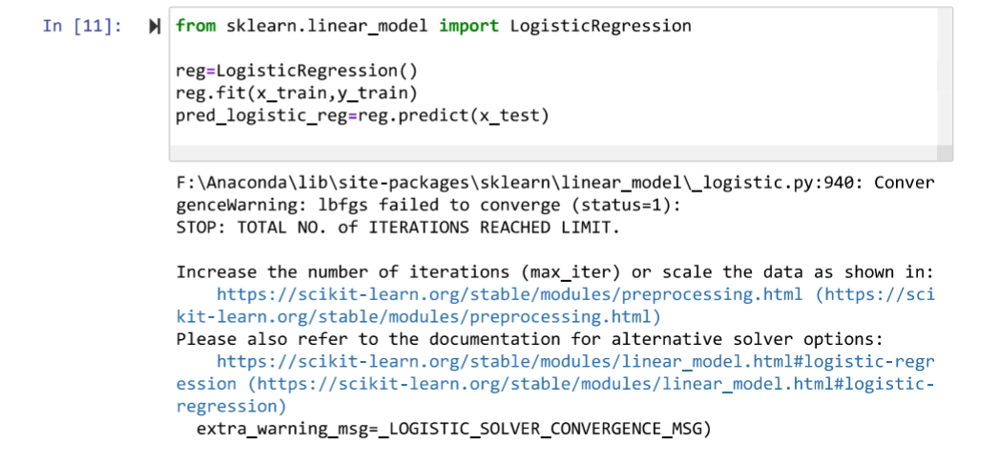 In [11]:
from sklearn.linear_model import LogisticRegression
reg=LogisticRegression()
reg.fit(x_train,y_train)
pred_logistic_reg=reg.predict(x_test)
F:\Anaconda\lib\site-packages\sklearn\linear_model\_logistic.py:940: Conver
genceWarning: lbfgs failed to converge (status=1):
STOP: TOTAL NO. of ITERATIONS REACHED LIMIT.
Increase the number of iterations (max_iter) or scale the data as shown in:
https://scikit-learn.org/stable/modules/preprocessing.html (https://sci
kit-learn.org/stable/modules/preprocessing.html)
Please also refer to the documentation for alternative solver options:
https://scikit-learn.org/stable/modules/linear_model.html#logistic-regr
ession (https://scikit-learn.org/stable/modules/linear_model.html#logistic-
regression)
extra_warning_msg=_LOGISTIC_SOLVER_CONVERGENCE_MSG)